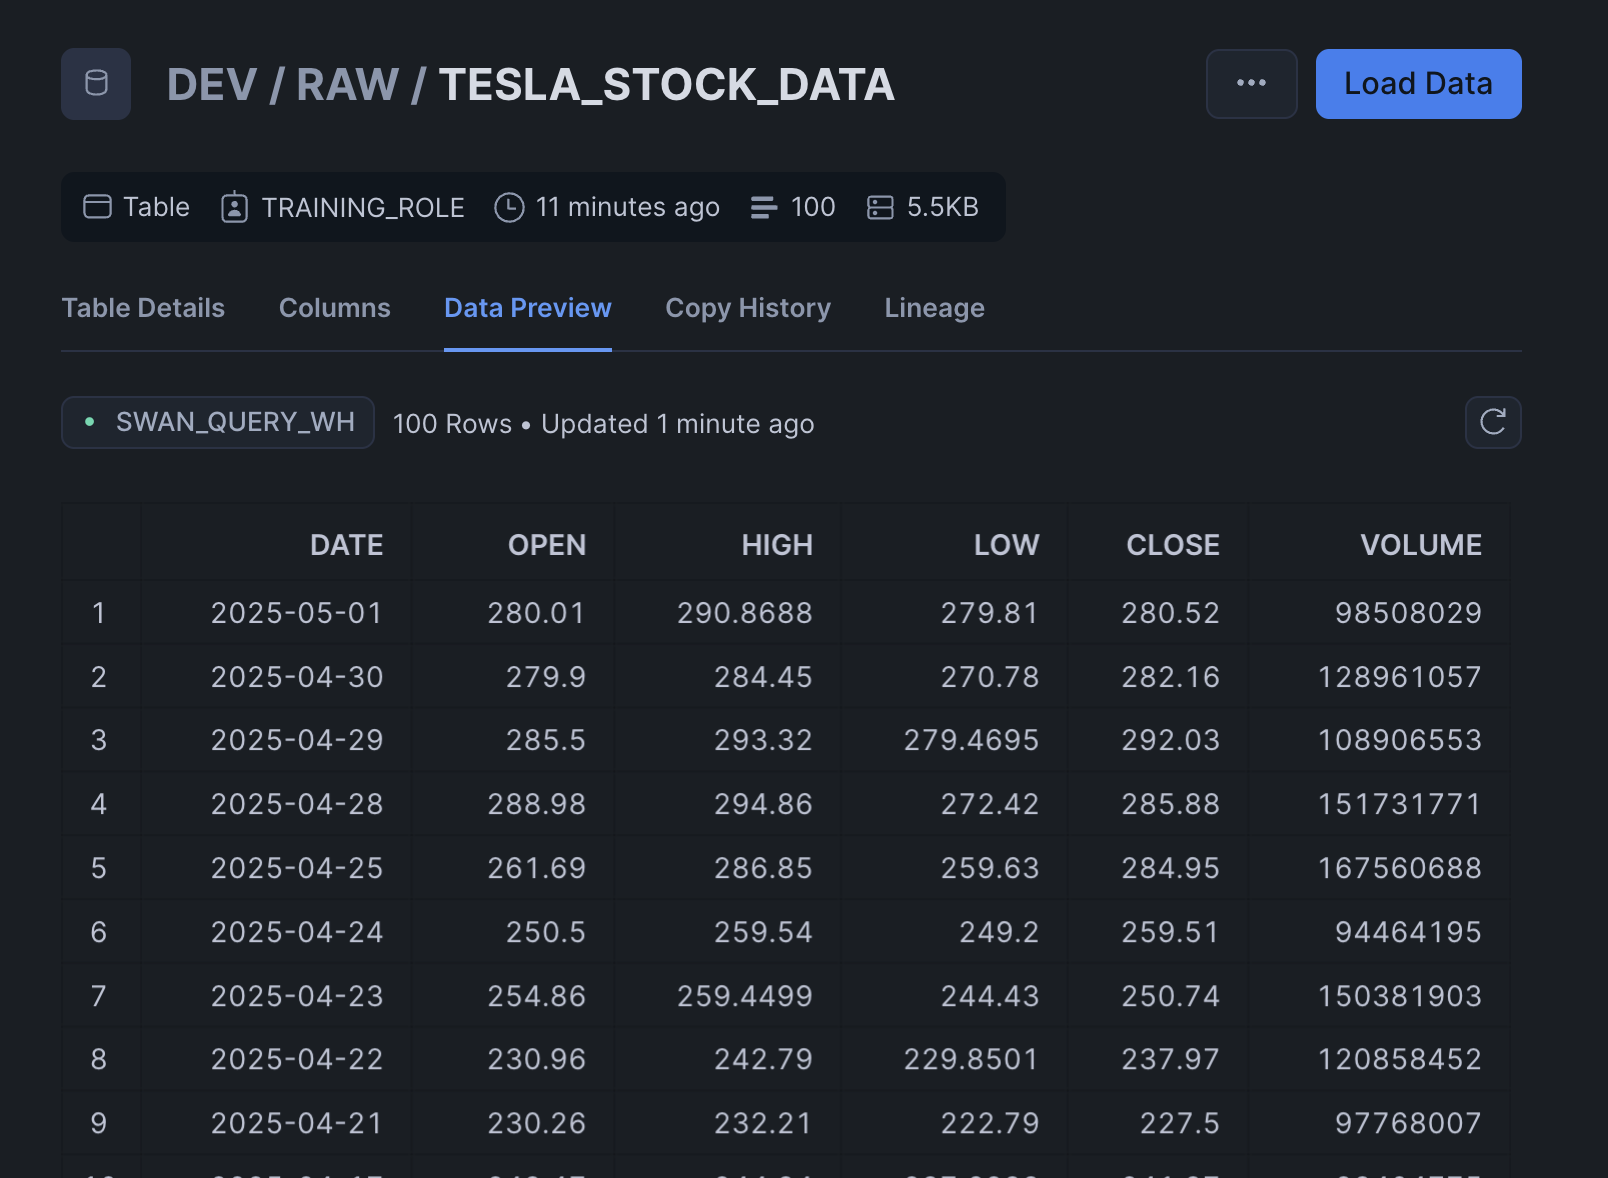 DEV / RAW / TESLA_STOCK_DATA
Load Data
Table TRAINING_ROLE 11 minutes ago 100 5.5KB
Table Details Columns Data Preview Copy History Lineage
SWAN_QUERY_WH 100 Rows • Updated 1 minute ago
DATE OPEN HIGH LOW CLOSE VOLUME
1 2025-05-01 280.01 290.8688 279.81 280.52 98508029
2 2025-04-30 279.9 284.45 270.78 282.16 128961057
3 2025-04-29 285.5 293.32 279.4695 292.03 108906553
4 2025-04-28 288.98 294.86 272.42 285.88 151731771
5 2025-04-25 261.69 286.85 259.63 284.95 167560688
6 2025-04-24 250.5 259.54 249.2 259.51 94464195
7 2025-04-23 254.86 259.4499 244.43 250.74 150381903
8 2025-04-22 230.96 242.79 229.8501 237.97 120858452
9 2025-04-21 230.26 232.21 222.79 227.5 97768007